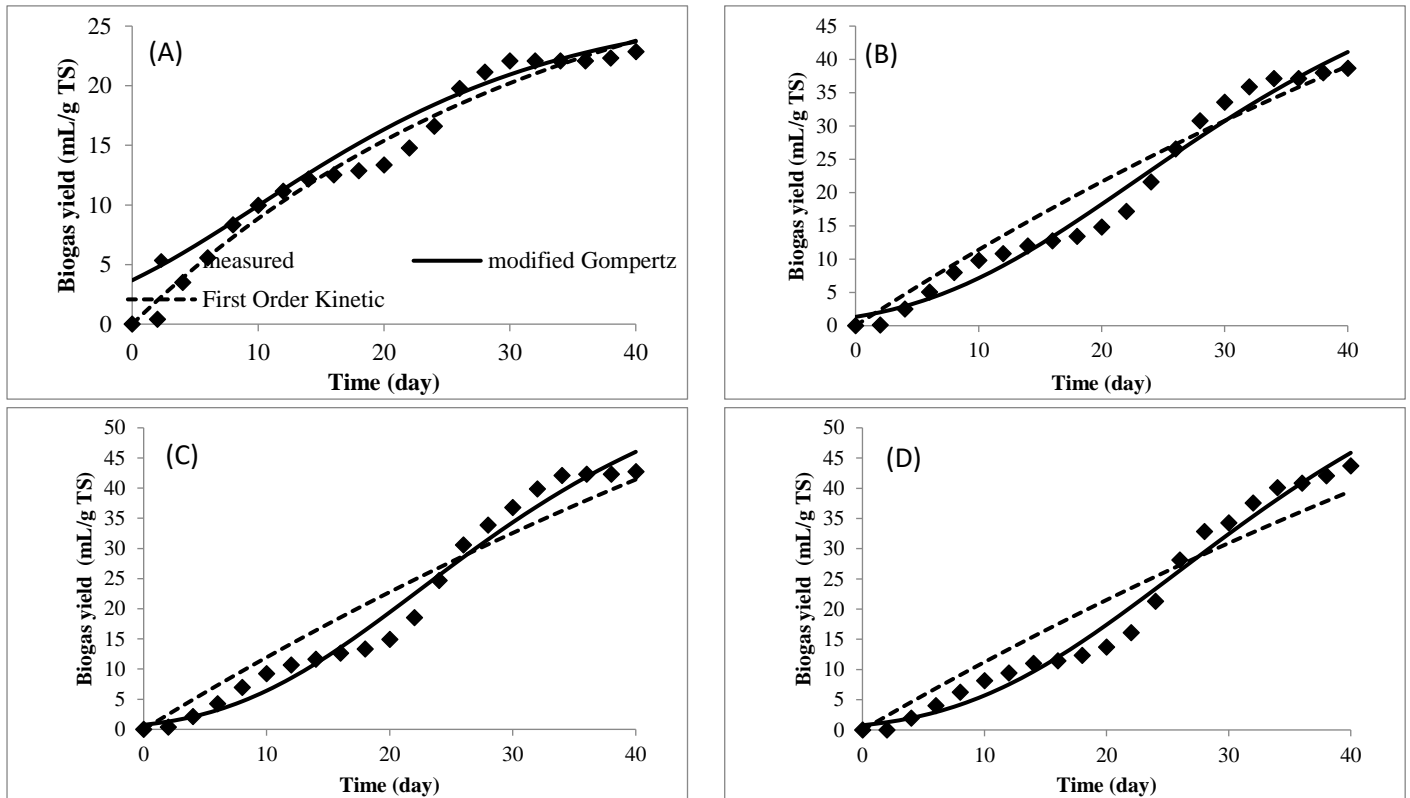 (A)
Biogas yield (mL/g TS)
25
20
15
10
5
0
measured
modified Gompertz
First Order Kinetic
0 10 20 30 40
Time (day)
(B)
Biogas yield (mL/g TS)
45
40
35
30
25
20
15
10
5
0
0 10 20 30 40
Time (day)
(C)
Biogas yield (mL/g TS)
50
45
40
35
30
25
20
15
10
5
0
0 10 20 30 40
Time (day)
(D)
Biogas yield (mL/g TS)
50
45
40
35
30
25
20
15
10
5
0
0 10 20 30 40
Time (day)